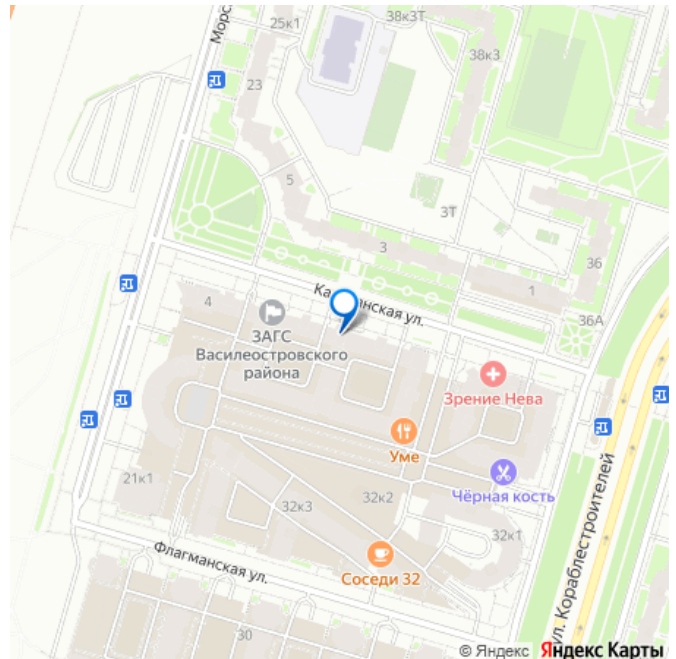 38к3Т
25к1
Морс
38к3
23
5
3Т
3
36
1
Ка
анская ул.
4
36А
ЗАГС
Василеостровского
района
Зрение Нева
Уме
21к1
Чёрная кость
32к2
32к3
32к1
ул. Кораблестроителей
Флагманская ул.
Соседи 32
30
© Яндекс Яндекс Карты